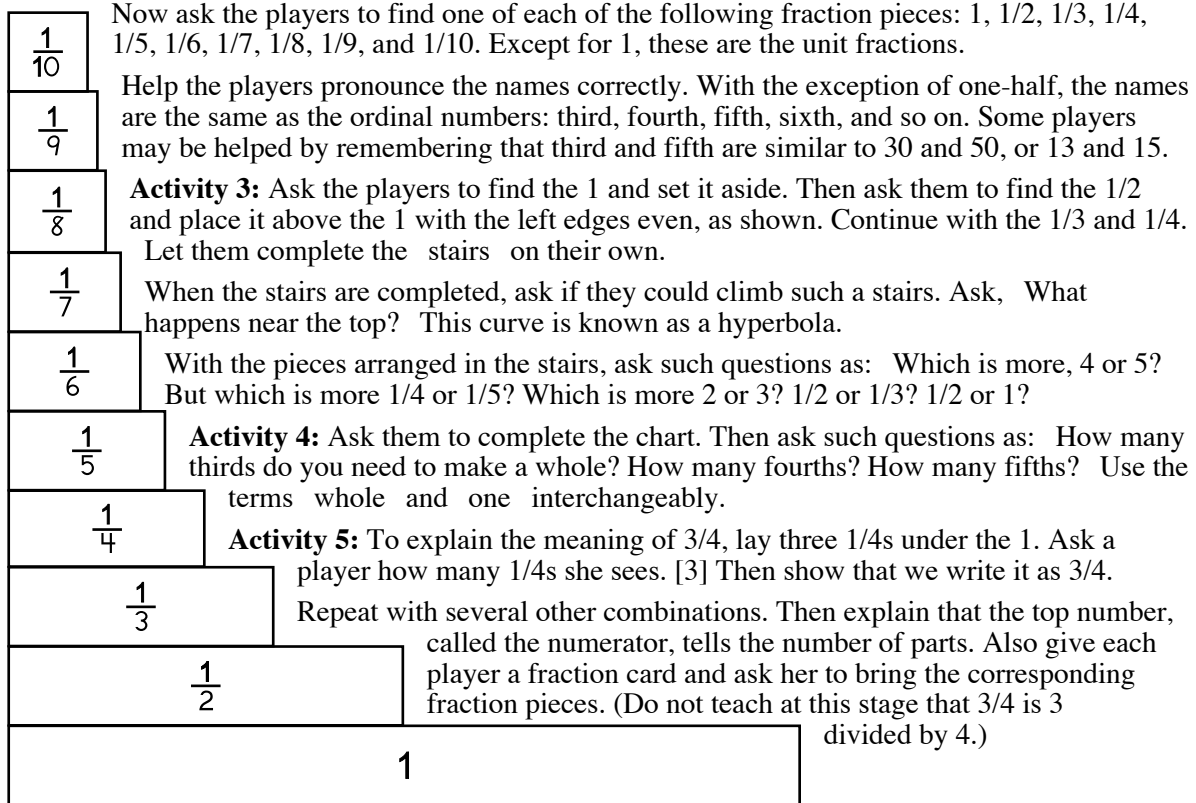 Now ask the players to find one of each of the following fraction pieces: 1, 1/2, 1/3, 1/4,
1/5, 1/6, 1/7, 1/8, 1/9, and 1/10. Except for 1, these are the unit fractions.
Help the players pronounce the names correctly. With the exception of one-half, the names
are the same as the ordinal numbers: third, fourth, fifth, sixth, and so on. Some players
may be helped by remembering that third and fifth are similar to 30 and 50, or 13 and 15.
Activity 3: Ask the players to find the 1 and set it aside. Then ask them to find the 1/2
and place it above the 1 with the left edges even, as shown. Continue with the 1/3 and 1/4.
Let them complete the stairs on their own.
When the stairs are completed, ask if they could climb such a stairs. Ask, What
happens near the top? This curve is known as a hyperbola.
With the pieces arranged in the stairs, ask such questions as: Which is more, 4 or 5?
But which is more 1/4 or 1/5? Which is more 2 or 3? 1/2 or 1/3? 1/2 or 1?
Activity 4: Ask them to complete the chart. Then ask such questions as: How many
thirds do you need to make a whole? How many fourths? How many fifths? Use the
terms whole and one interchangeably.
Activity 5: To explain the meaning of 3/4, lay three 1/4s under the 1. Ask a
player how many 1/4s she sees. [3] Then show that we write it as 3/4.
Repeat with several other combinations. Then explain that the top number,
called the numerator, tells the number of parts. Also give each
player a fraction card and ask her to bring the corresponding
fraction pieces. (Do not teach at this stage that 3/4 is 3
divided by 4.)
1/10
1/9
1/8
1/7
1/6
1/5
1/4
1/3
1/2
1